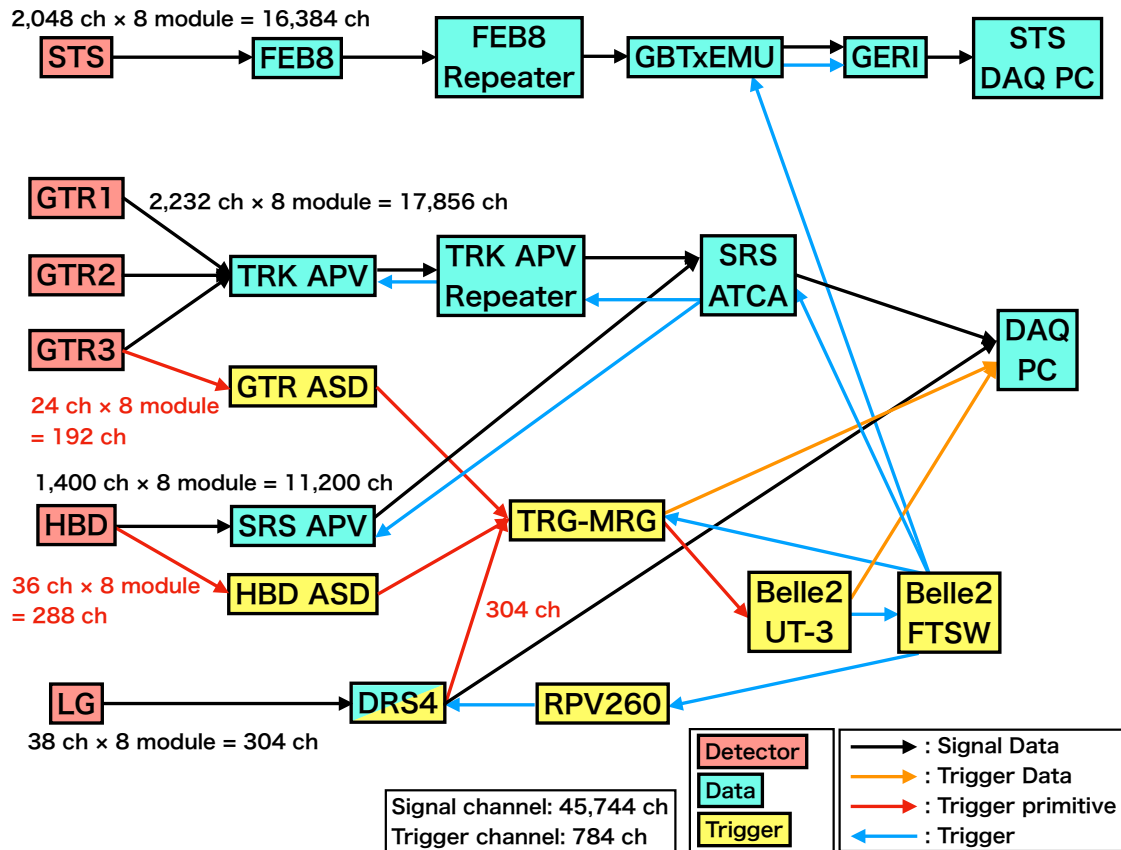 2,048 ch × 8 module = 16,384 ch
STS
FEB8
FEB8
Repeater
GBTxEMU
GERI
STS
DAQ PC
GTR1
2,232 ch × 8 module = 17,856 ch
GTR2
TRK APV
TRK APV
Repeater
SRS
ATCA
GTR3
DAQ
PC
GTR ASD
24 ch × 8 module
= 192 ch
1,400 ch × 8 module = 11,200 ch
HBD
SRS APV
TRG-MRG
36 ch × 8 module
= 288 ch
HBD ASD
304 ch
Belle2
UT-3
Belle2
FTSW
LG
DRS4
RPV260
38 ch × 8 module = 304 ch
Signal channel: 45,744 ch
Trigger channel: 784 ch
Detector
Data
Trigger
: Signal Data
: Trigger Data
: Trigger primitive
: Trigger